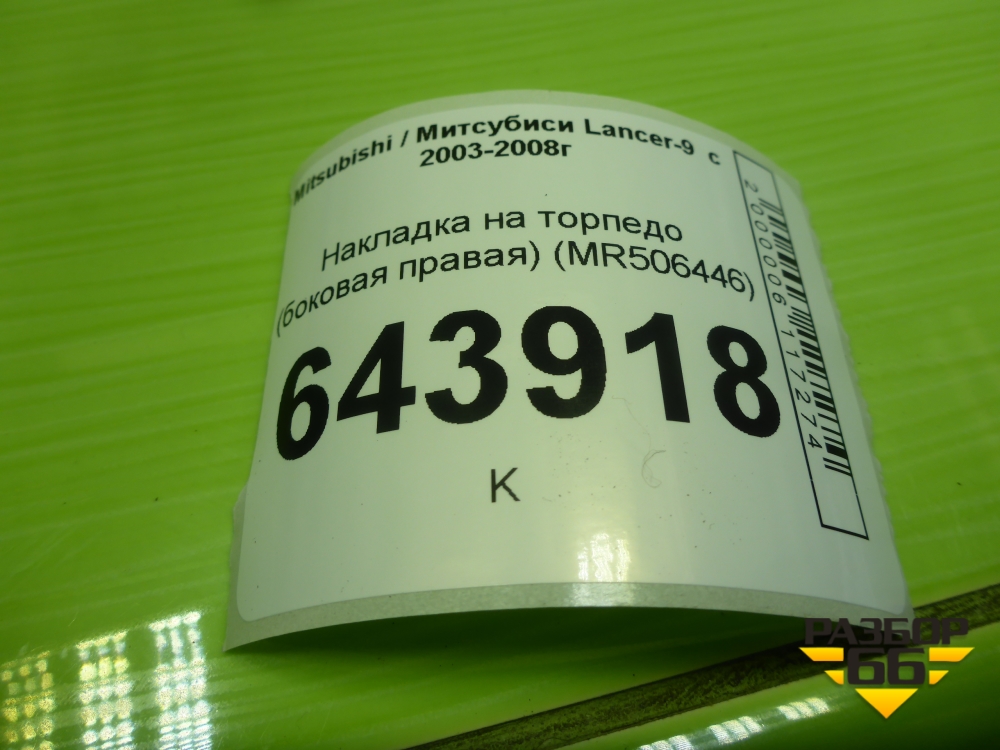 Mitsubishi / Митсубиси Lancer-9 с
2003-2008г
Накладка на торпедо
(боковая правая) (MR506446)
643918
К
2000006117274
РАЗБОР
66